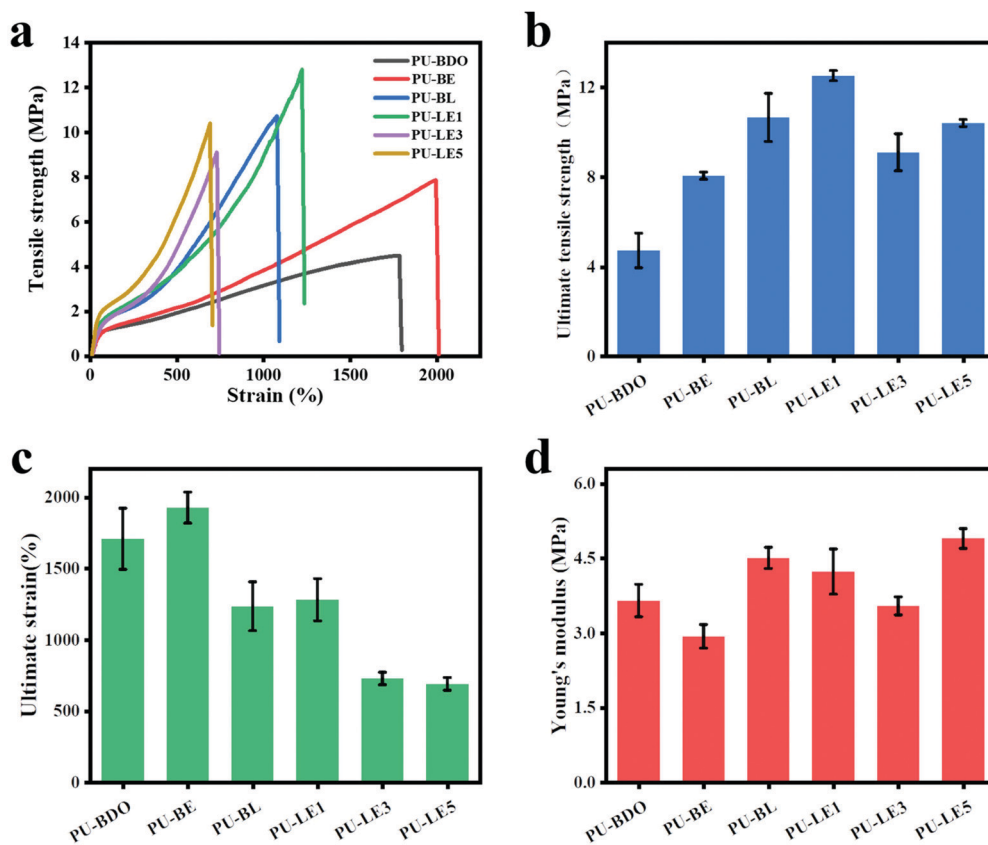 a
Tensile strength (MPa)
14
12
10
8
6
4
2
0
0 500 1000 1500 2000
Strain (%)
PU-BDO
PU-BE
PU-BL
PU-LE1
PU-LE3
PU-LE5
b
Ultimate tensile strength（MPa）
12
8
4
0
PU-BDO PU-BE PU-BL PU-LE1 PU-LE3 PU-LE5
c
Ultimate strain(%)
2000
1500
1000
500
0
PU-BDO PU-BE PU-BL PU-LE1 PU-LE3 PU-LE5
d
Young's modulus (MPa)
6.0
4.5
3.0
1.5
0.0
PU-BDO PU-BE PU-BL PU-LE1 PU-LE3 PU-LE5